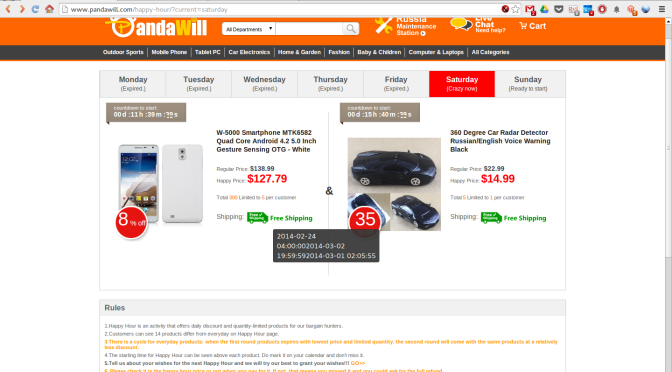 www.pandawill.com/happy-hour/?current=saturday
PandaWill
All Departments
Russia
Maintenance
Station
Live
Chat
Need help?
Cart
Outdoor Sports Mobile Phone Tablet PC Car Electronics Home & Garden Fashion Baby & Children Computer & Laptops All Categories
Monday Tuesday Wednesday Thursday Friday Saturday Sunday
(Expired.) (Expired.) (Expired.) (Expired.) (Expired.) (Crazy now) (Ready to start)
countdown to start:
00 d :11 h :39 m : s
W-5000 Smartphone MTK6582
Quad Core Android 4.2 5.0 Inch
Gesture Sensing OTG - White
Regular Price: $138.99
Happy Price: $127.79
Total 300 Limited to 5 per customer
Shipping: Free Shipping
8 % off
&
countdown to start:
00 d :15 h :40 m : s
360 Degree Car Radar Detector
Russian/English Voice Warning
Black
Regular Price: $22.99
Happy Price: $14.99
Total 5 Limited to 1 per customer
Shipping: Free Shipping
35
2014-02-24
04:00:002014-03-02
19:59:592014-03-01 02:05:55
Rules
1.Happy Hour is an activity that offers daily discount and quantity-limited products for our bargain hunters.
2.Customers can see 14 products differ from everyday on Happy Hour page.
3.There is a cycle for everyday products: when the first round products expires with lowest price and limited quantity, the second round will come with the same products at a relatively
less discount.
4.The starting time for Happy Hour can be seen above each product. Do mark it on your calendar and don't miss it.
5.Tell us about your wishes for the next Happy Hour and we will try our best to grant your wishes!!! GO>>